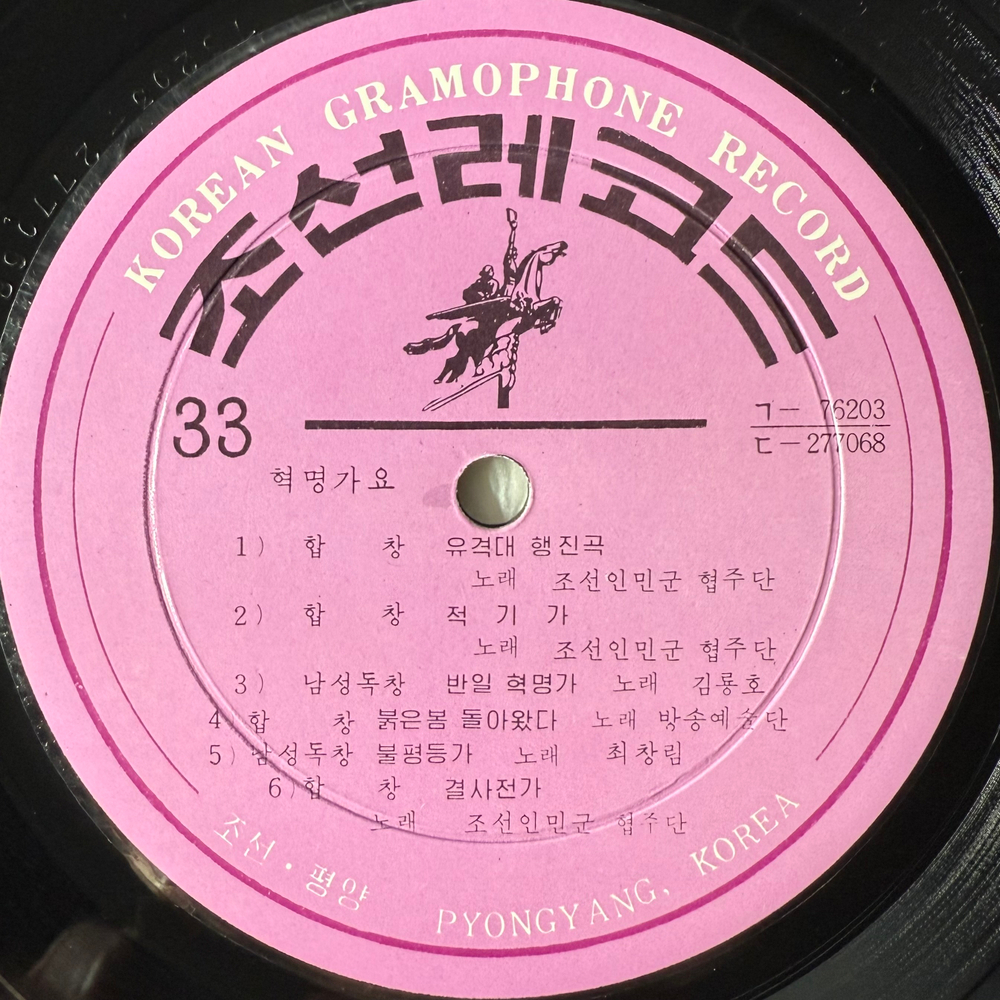 KOREAN GRAMOPHONE RECORD
조선레코드
33
ㄱ— 76203
ㄷ—277068
혁명가요
1) 합 창 유격대 행진곡
노래 조선인민군 협주단
2) 합 창 적 기 가
노래 조선인민군 협주단
3) 남성독창 반일 혁명가 노래 김룡호
4) 합 창 붉은봄 돌아왔다 노래 방송예술단
5) 남성독창 불평등가 노래 최창림
6) 합 창 결사전가
노래 조선인민군 협주단
조선・평양 PYONGYANG, KOREA